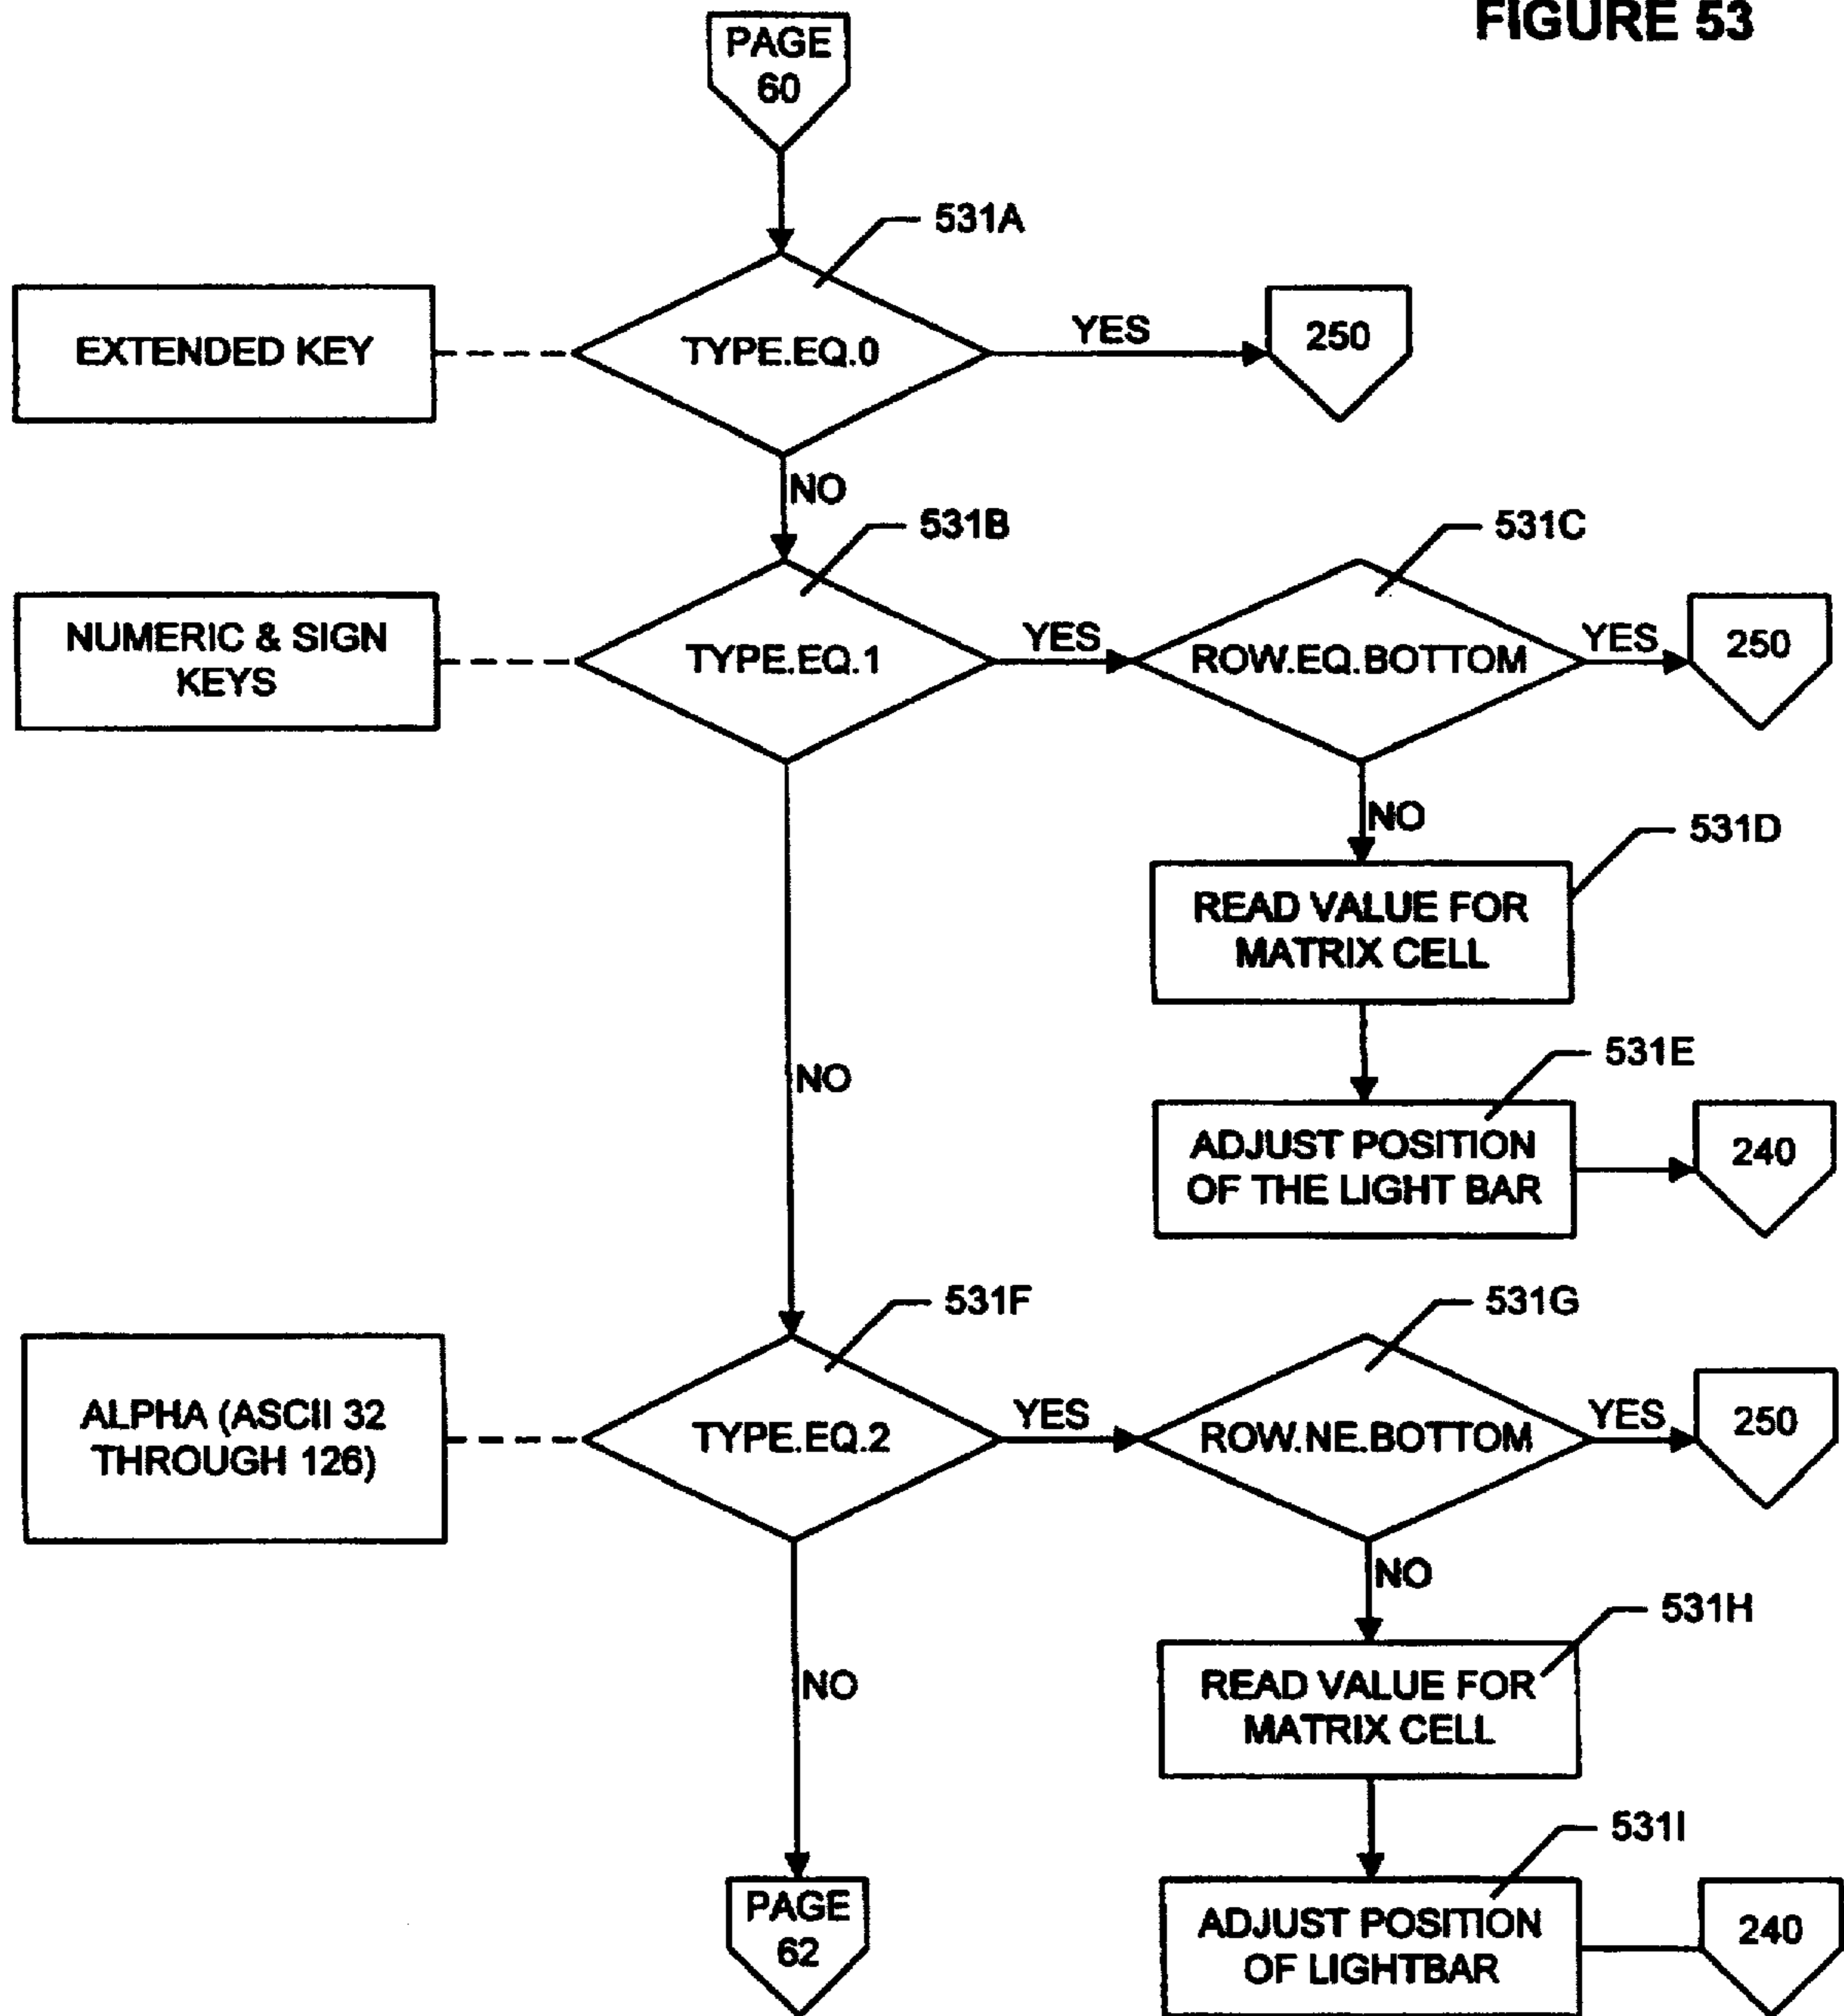 FIGURE 53
PAGE
60
531A
EXTENDED KEY
TYPE.EQ.0
YES
250
NO
531B
531C
NUMERIC & SIGN
KEYS
TYPE.EQ.1
YES
ROW.EQ.BOTTOM
YES
250
NO
531D
READ VALUE FOR
MATRIX CELL
531E
NO
ADJUST POSITION
OF THE LIGHT BAR
240
531F
531G
ALPHA (ASCII 32
THROUGH 126)
TYPE.EQ.2
YES
ROW.NE.BOTTOM
YES
250
NO
531H
NO
READ VALUE FOR
MATRIX CELL
531I
PAGE
62
ADJUST POSITION
OF LIGHTBAR
240